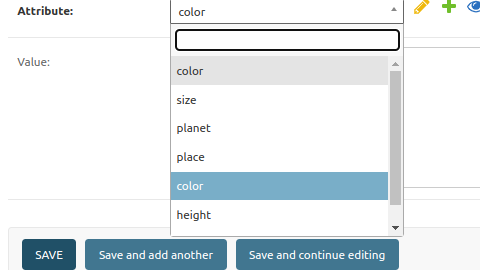 Attribute:
color
color
Value:
size
planet
place
color
height
SAVE
Save and add another
Save and continue editing